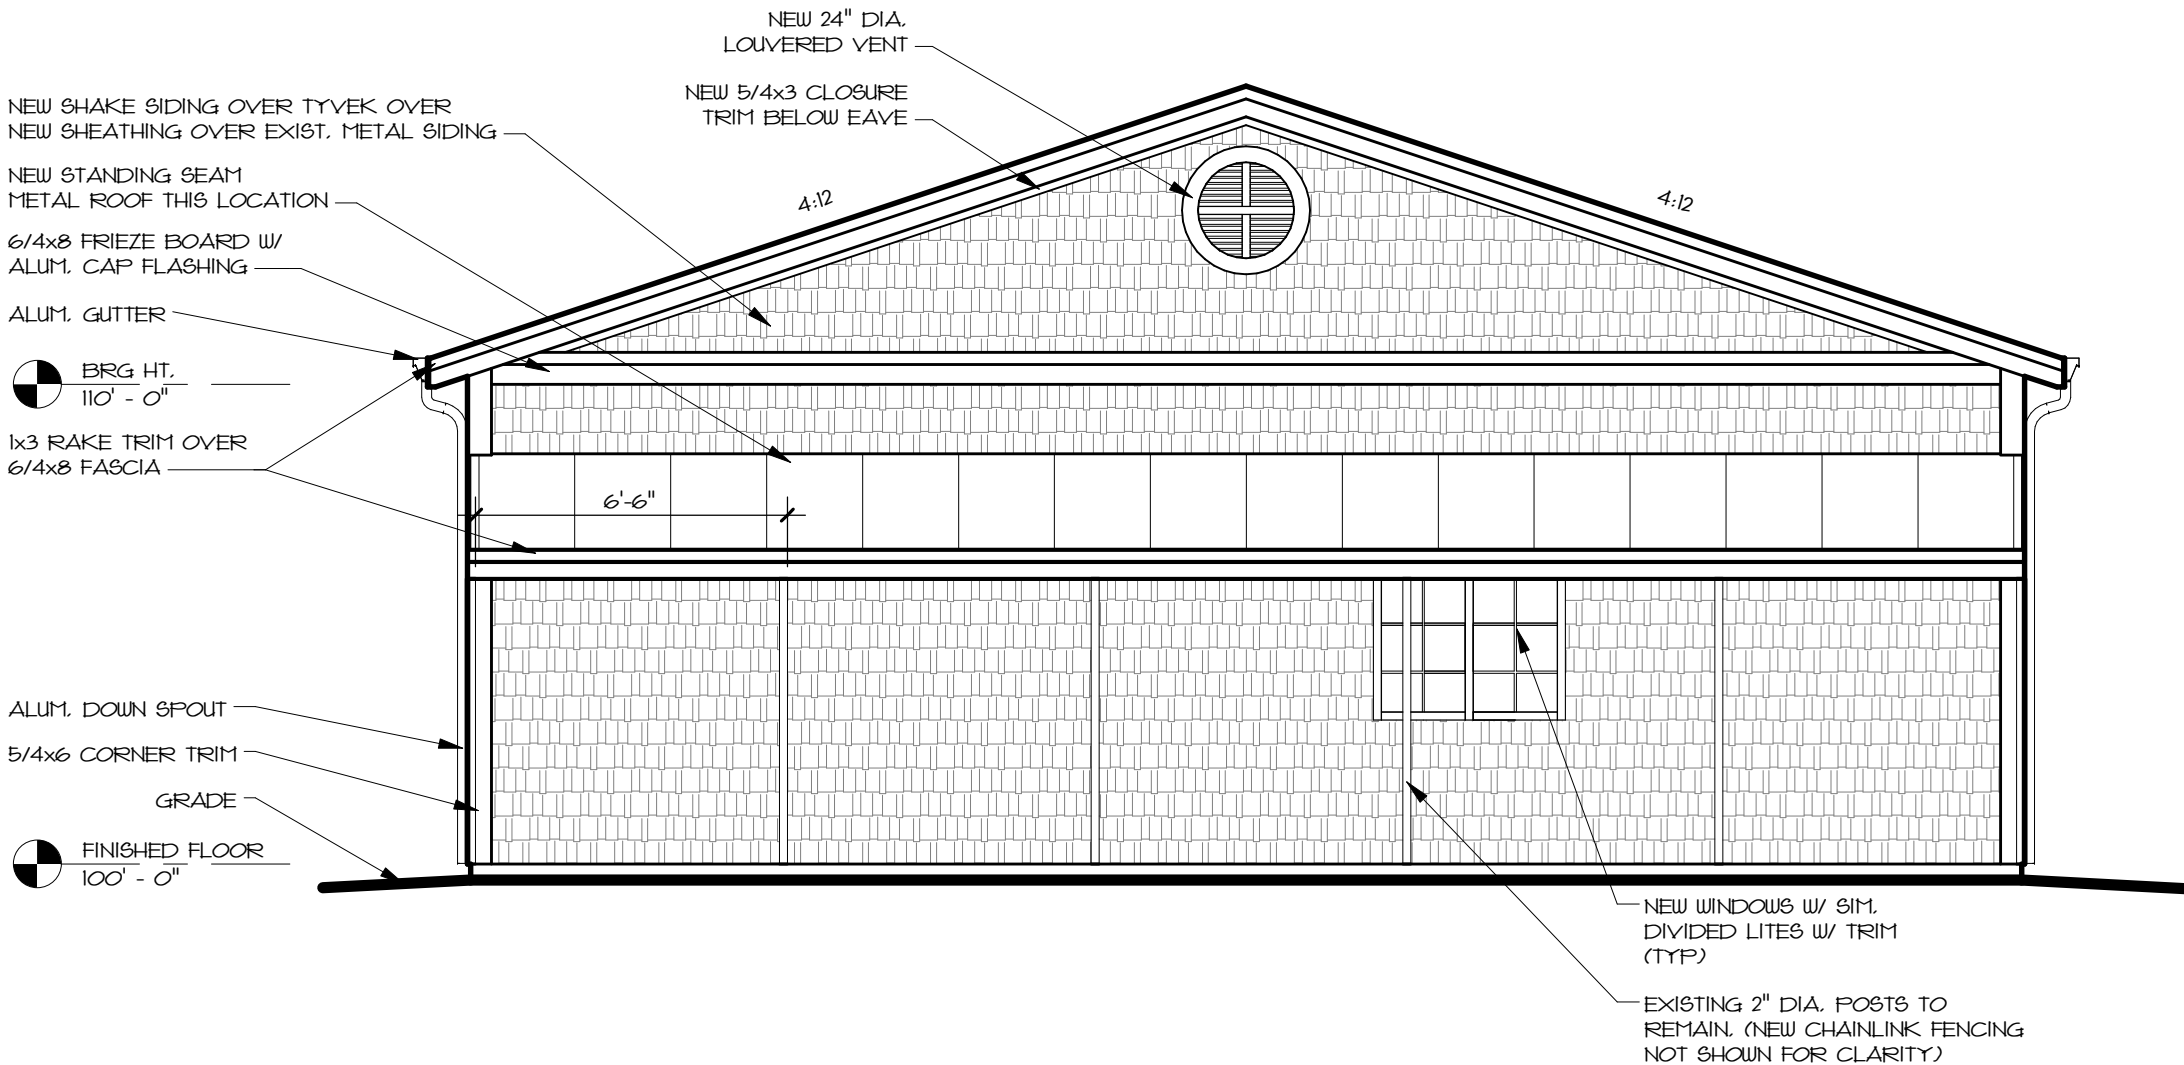 NEW 24" DIA.
LOUVERED VENT
NEW 5/4x3 CLOSURE
TRIM BELOW EAVE
NEW SHAKE SIDING OVER TYVEK OVER
NEW SHEATHING OVER EXIST. METAL SIDING
NEW STANDING SEAM
METAL ROOF THIS LOCATION
6/4x8 FRIEZE BOARD W/
ALUM. CAP FLASHING
ALUM. GUTTER
BRG HT.
110' - 0"
1x3 RAKE TRIM OVER
6/4x8 FASCIA
4:12
4:12
6'-6"
ALUM. DOWN SPOUT
5/4x6 CORNER TRIM
GRADE
FINISHED FLOOR
100' - 0"
NEW WINDOWS W/ SIM.
DIVIDED LITES W/ TRIM
(TYP)
EXISTING 2" DIA. POSTS TO
REMAIN. (NEW CHAINLINK FENCING
NOT SHOWN FOR CLARITY)